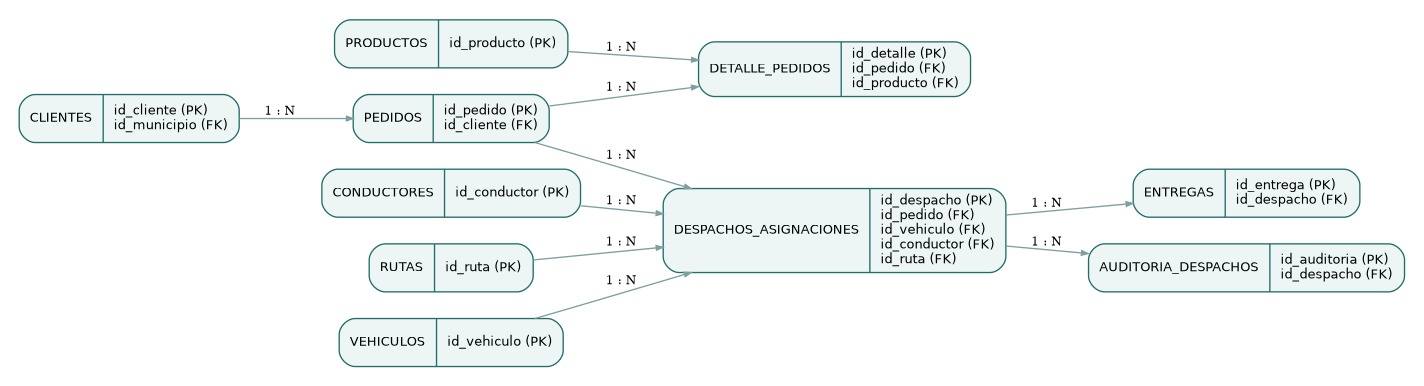 PRODUCTOS
id_producto (PK)
1 : N
DETALLE_PEDIDOS
id_detalle (PK)
id_pedido (FK)
id_producto (FK)
CLIENTES
id_cliente (PK)
id_municipio (FK)
1 : N
PEDIDOS
id_pedido (PK)
id_cliente (FK)
1 : N
1 : N
CONDUCTORES
id_conductor (PK)
1 : N
RUTAS
id_ruta (PK)
1 : N
VEHICULOS
id_vehiculo (PK)
1 : N
DESPACHOS_ASIGNACIONES
id_despacho (PK)
id_pedido (FK)
id_vehiculo (FK)
id_conductor (FK)
id_ruta (FK)
1 : N
ENTREGAS
id_entrega (PK)
id_despacho (FK)
1 : N
AUDITORIA_DESPACHOS
id_auditoria (PK)
id_despacho (FK)